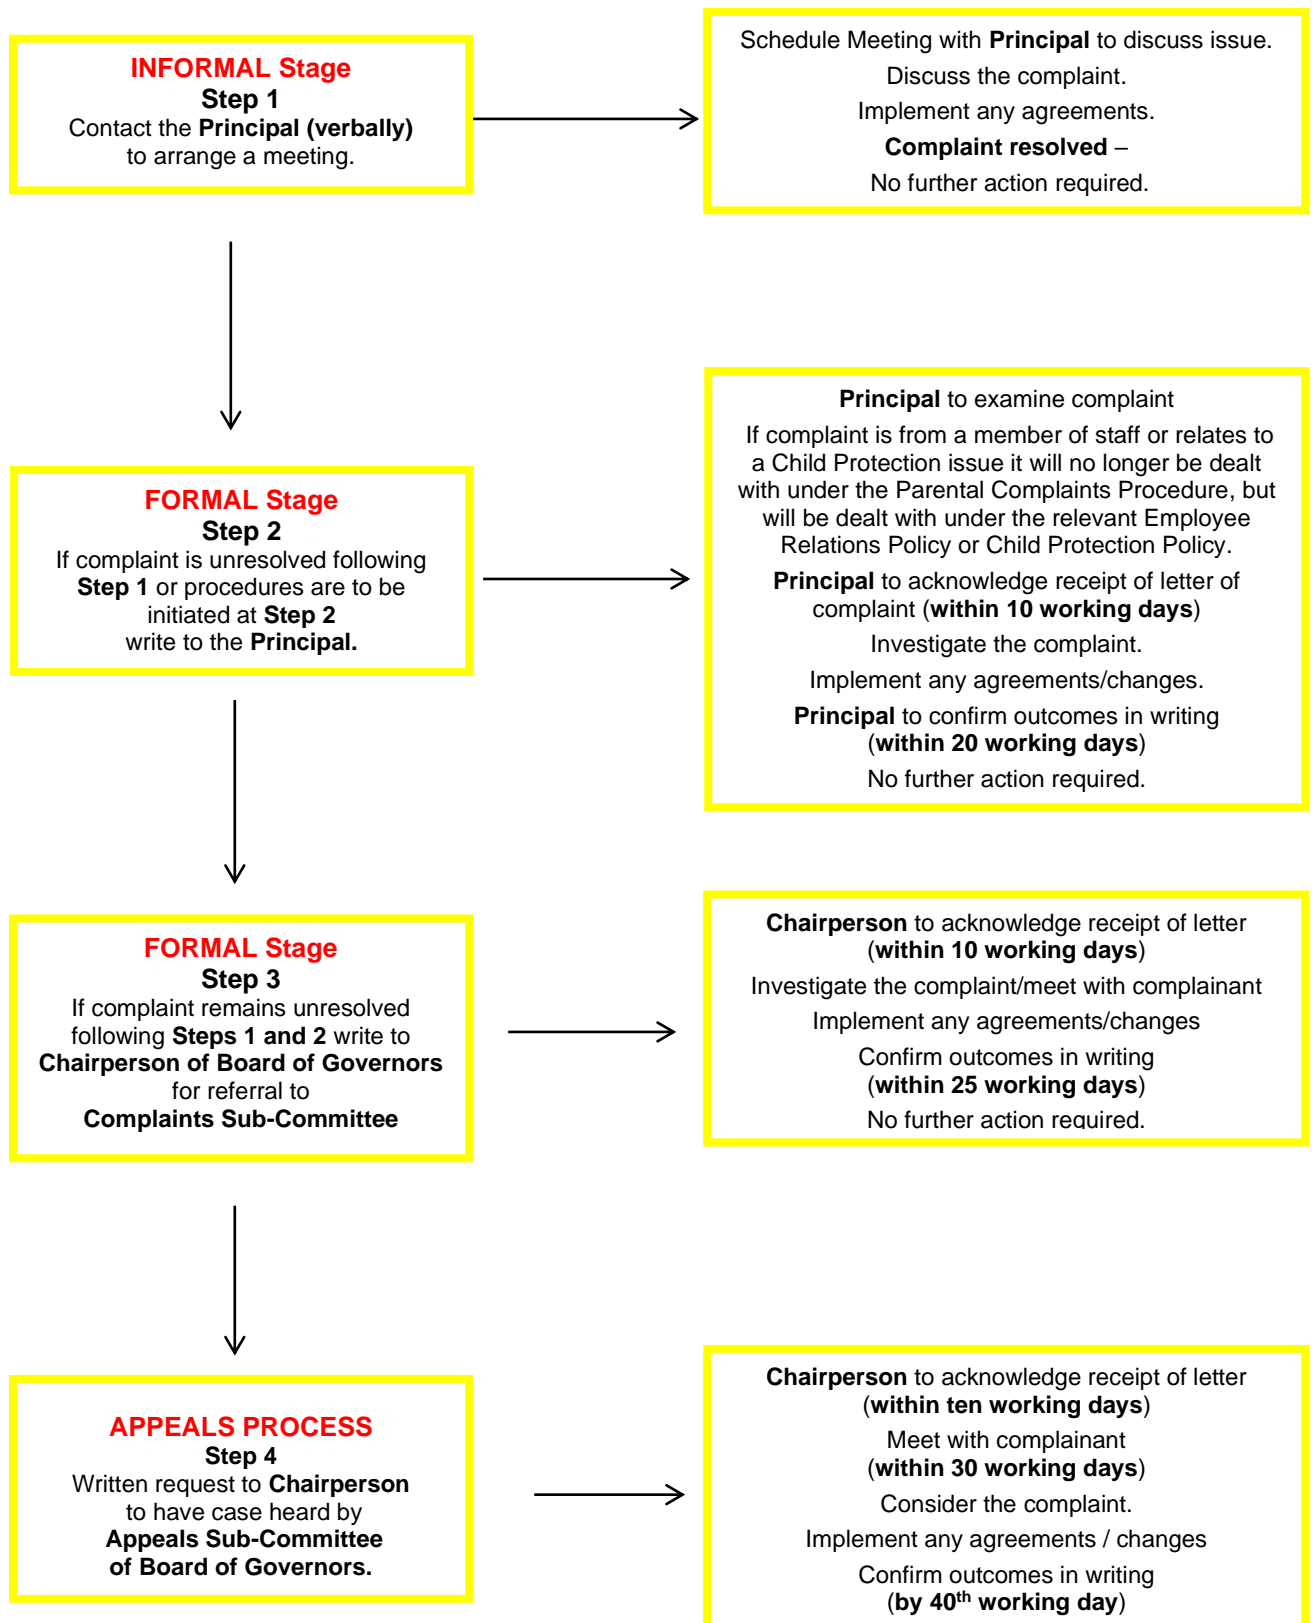 INFORMAL Stage
Step 1
Contact the Principal (verbally)
to arrange a meeting.
Schedule Meeting with Principal to discuss issue.
Discuss the complaint.
Implement any agreements.
Complaint resolved –
No further action required.
FORMAL Stage
Step 2
If complaint is unresolved following
Step 1 or procedures are to be
initiated at Step 2
write to the Principal.
Principal to examine complaint
If complaint is from a member of staff or relates to
a Child Protection issue it will no longer be dealt
with under the Parental Complaints Procedure, but
will be dealt with under the relevant Employee
Relations Policy or Child Protection Policy.
Principal to acknowledge receipt of letter of
complaint (within 10 working days)
Investigate the complaint.
Implement any agreements/changes.
Principal to confirm outcomes in writing
(within 20 working days)
No further action required.
FORMAL Stage
Step 3
If complaint remains unresolved
following Steps 1 and 2 write to
Chairperson of Board of Governors
for referral to
Complaints Sub-Committee
Chairperson to acknowledge receipt of letter
(within 10 working days)
Investigate the complaint/meet with complainant
Implement any agreements/changes
Confirm outcomes in writing
(within 25 working days)
No further action required.
APPEALS PROCESS
Step 4
Written request to Chairperson
to have case heard by
Appeals Sub-Committee
of Board of Governors.
Chairperson to acknowledge receipt of letter
(within ten working days)
Meet with complainant
(within 30 working days)
Consider the complaint.
Implement any agreements / changes
Confirm outcomes in writing
(by 40th working day)